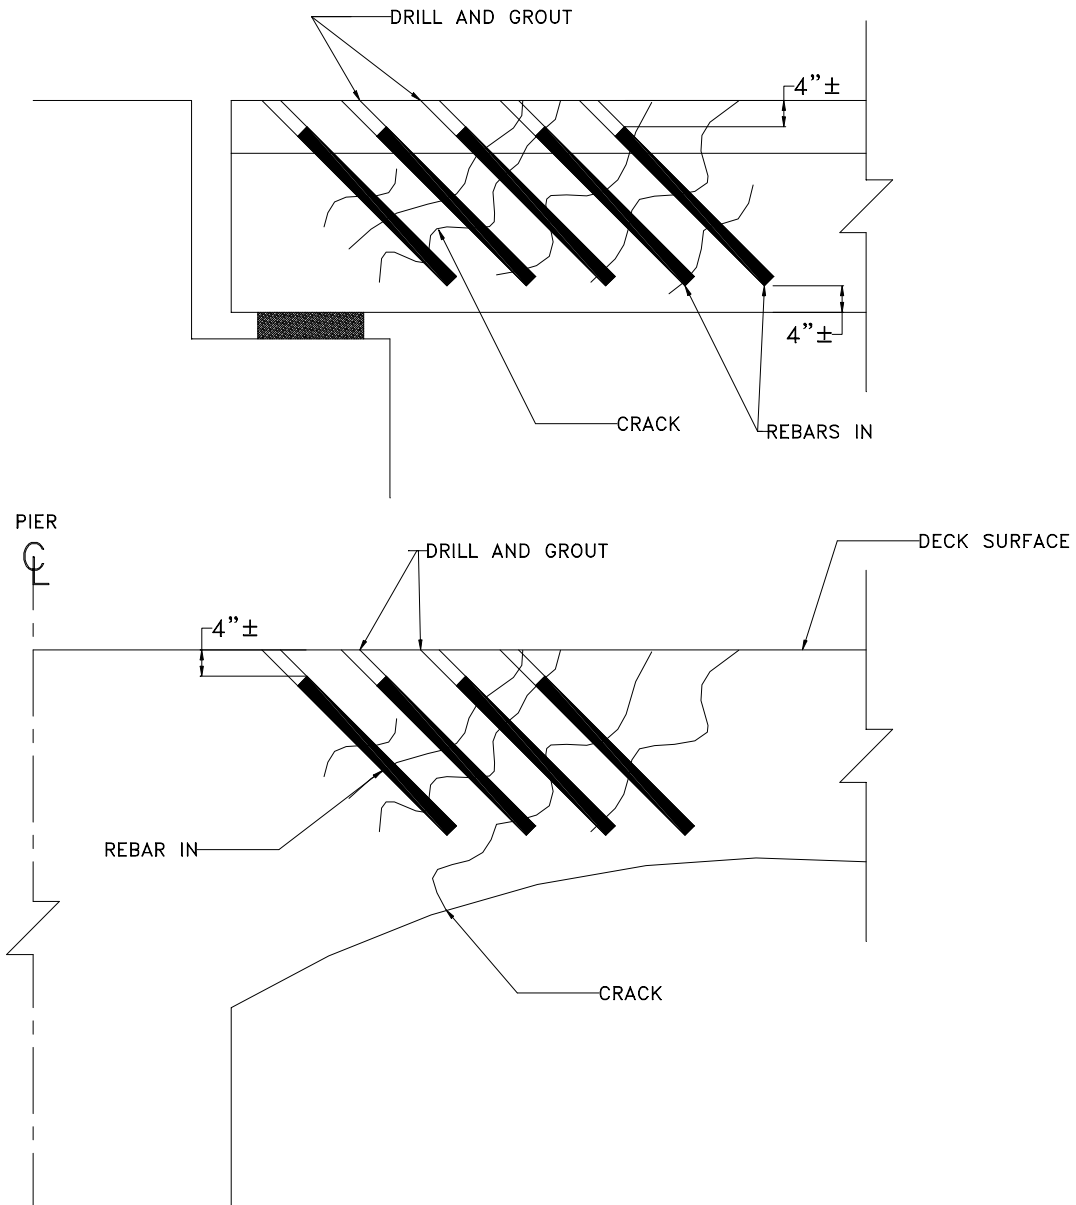 DRILL AND GROUT
4"±
4"±
CRACK
REBARS IN
PIER
℄
DRILL AND GROUT
DECK SURFACE
4"±
REBAR IN
CRACK